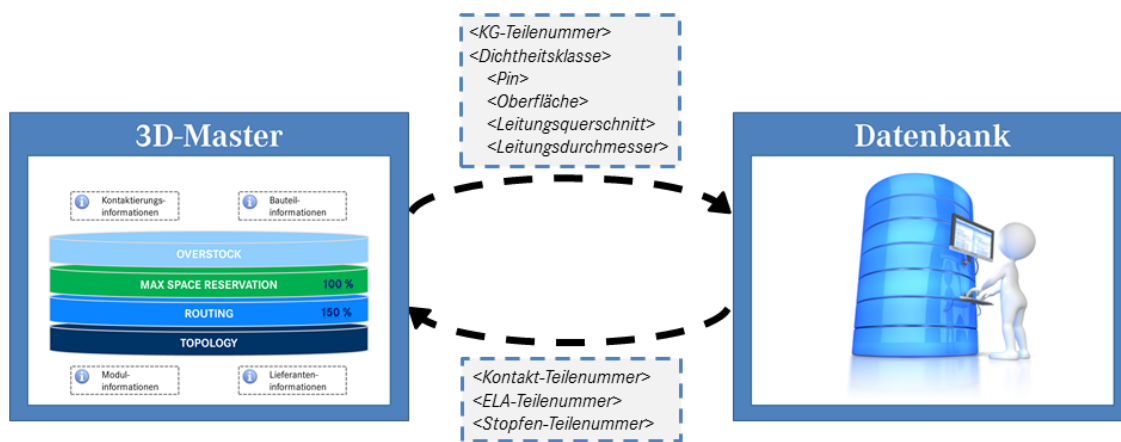 <KG-Teilenummer>
<Dichtheitsklasse>
<Pin>
<Oberfläche>
<Leitungsquerschnitt>
<Leitungsdurchmesser>
3D-Master
Kontaktierungs-
informationen
Bauteil-
informationen
OVERSTOCK
MAX SPACE RESERVATION 100 %
ROUTING 150 %
TOPOLOGY
Modul-
informationen
Lieferanten-
informationen
Datenbank
<Kontakt-Teilenummer>
<ELA-Teilenummer>
<Stopfen-Teilenummer>